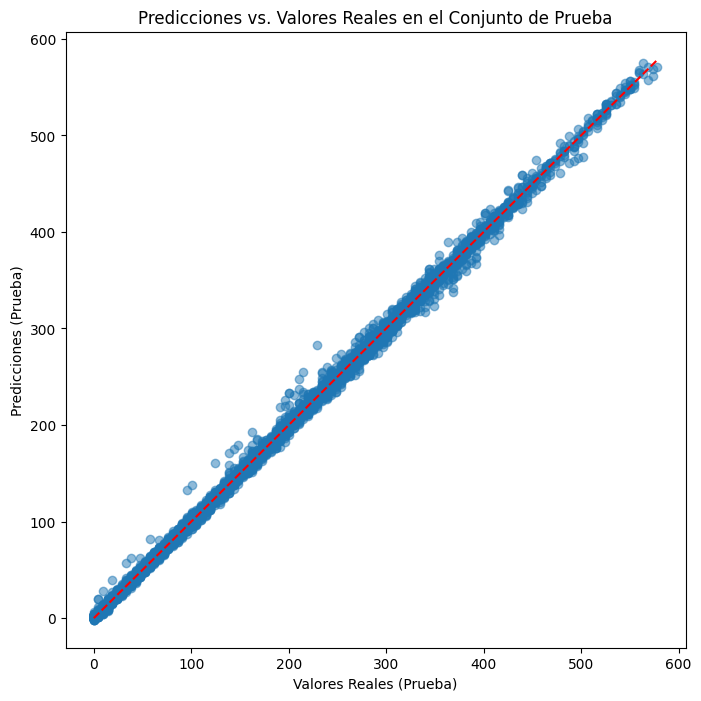 Predicciones vs. Valores Reales en el Conjunto de Prueba
600
500
400
300
200
100
0
Predicciones (Prueba)
0 100 200 300 400 500 600
Valores Reales (Prueba)